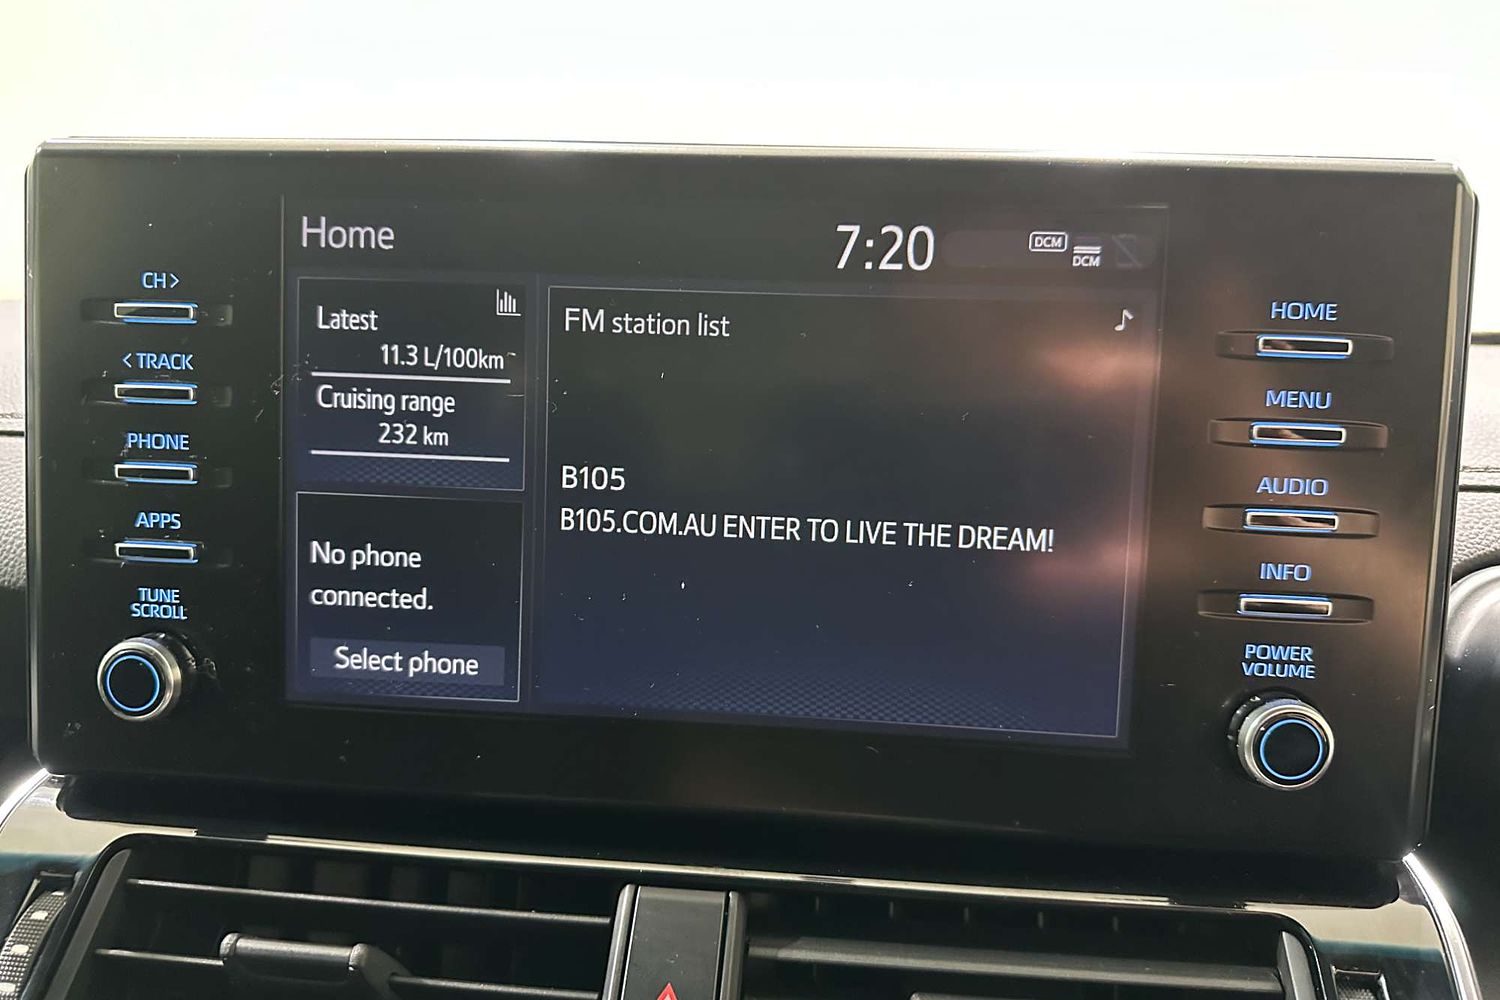 Home
7:20
DCM
DCM
CH>
< TRACK
PHONE
APPS
TUNE
SCROLL
Latest
11.3 L/100km
Cruising range
232 km
No phone
connected.
Select phone
FM station list
B105
B105.COM.AU ENTER TO LIVE THE DREAM!
HOME
MENU
AUDIO
INFO
POWER
VOLUME